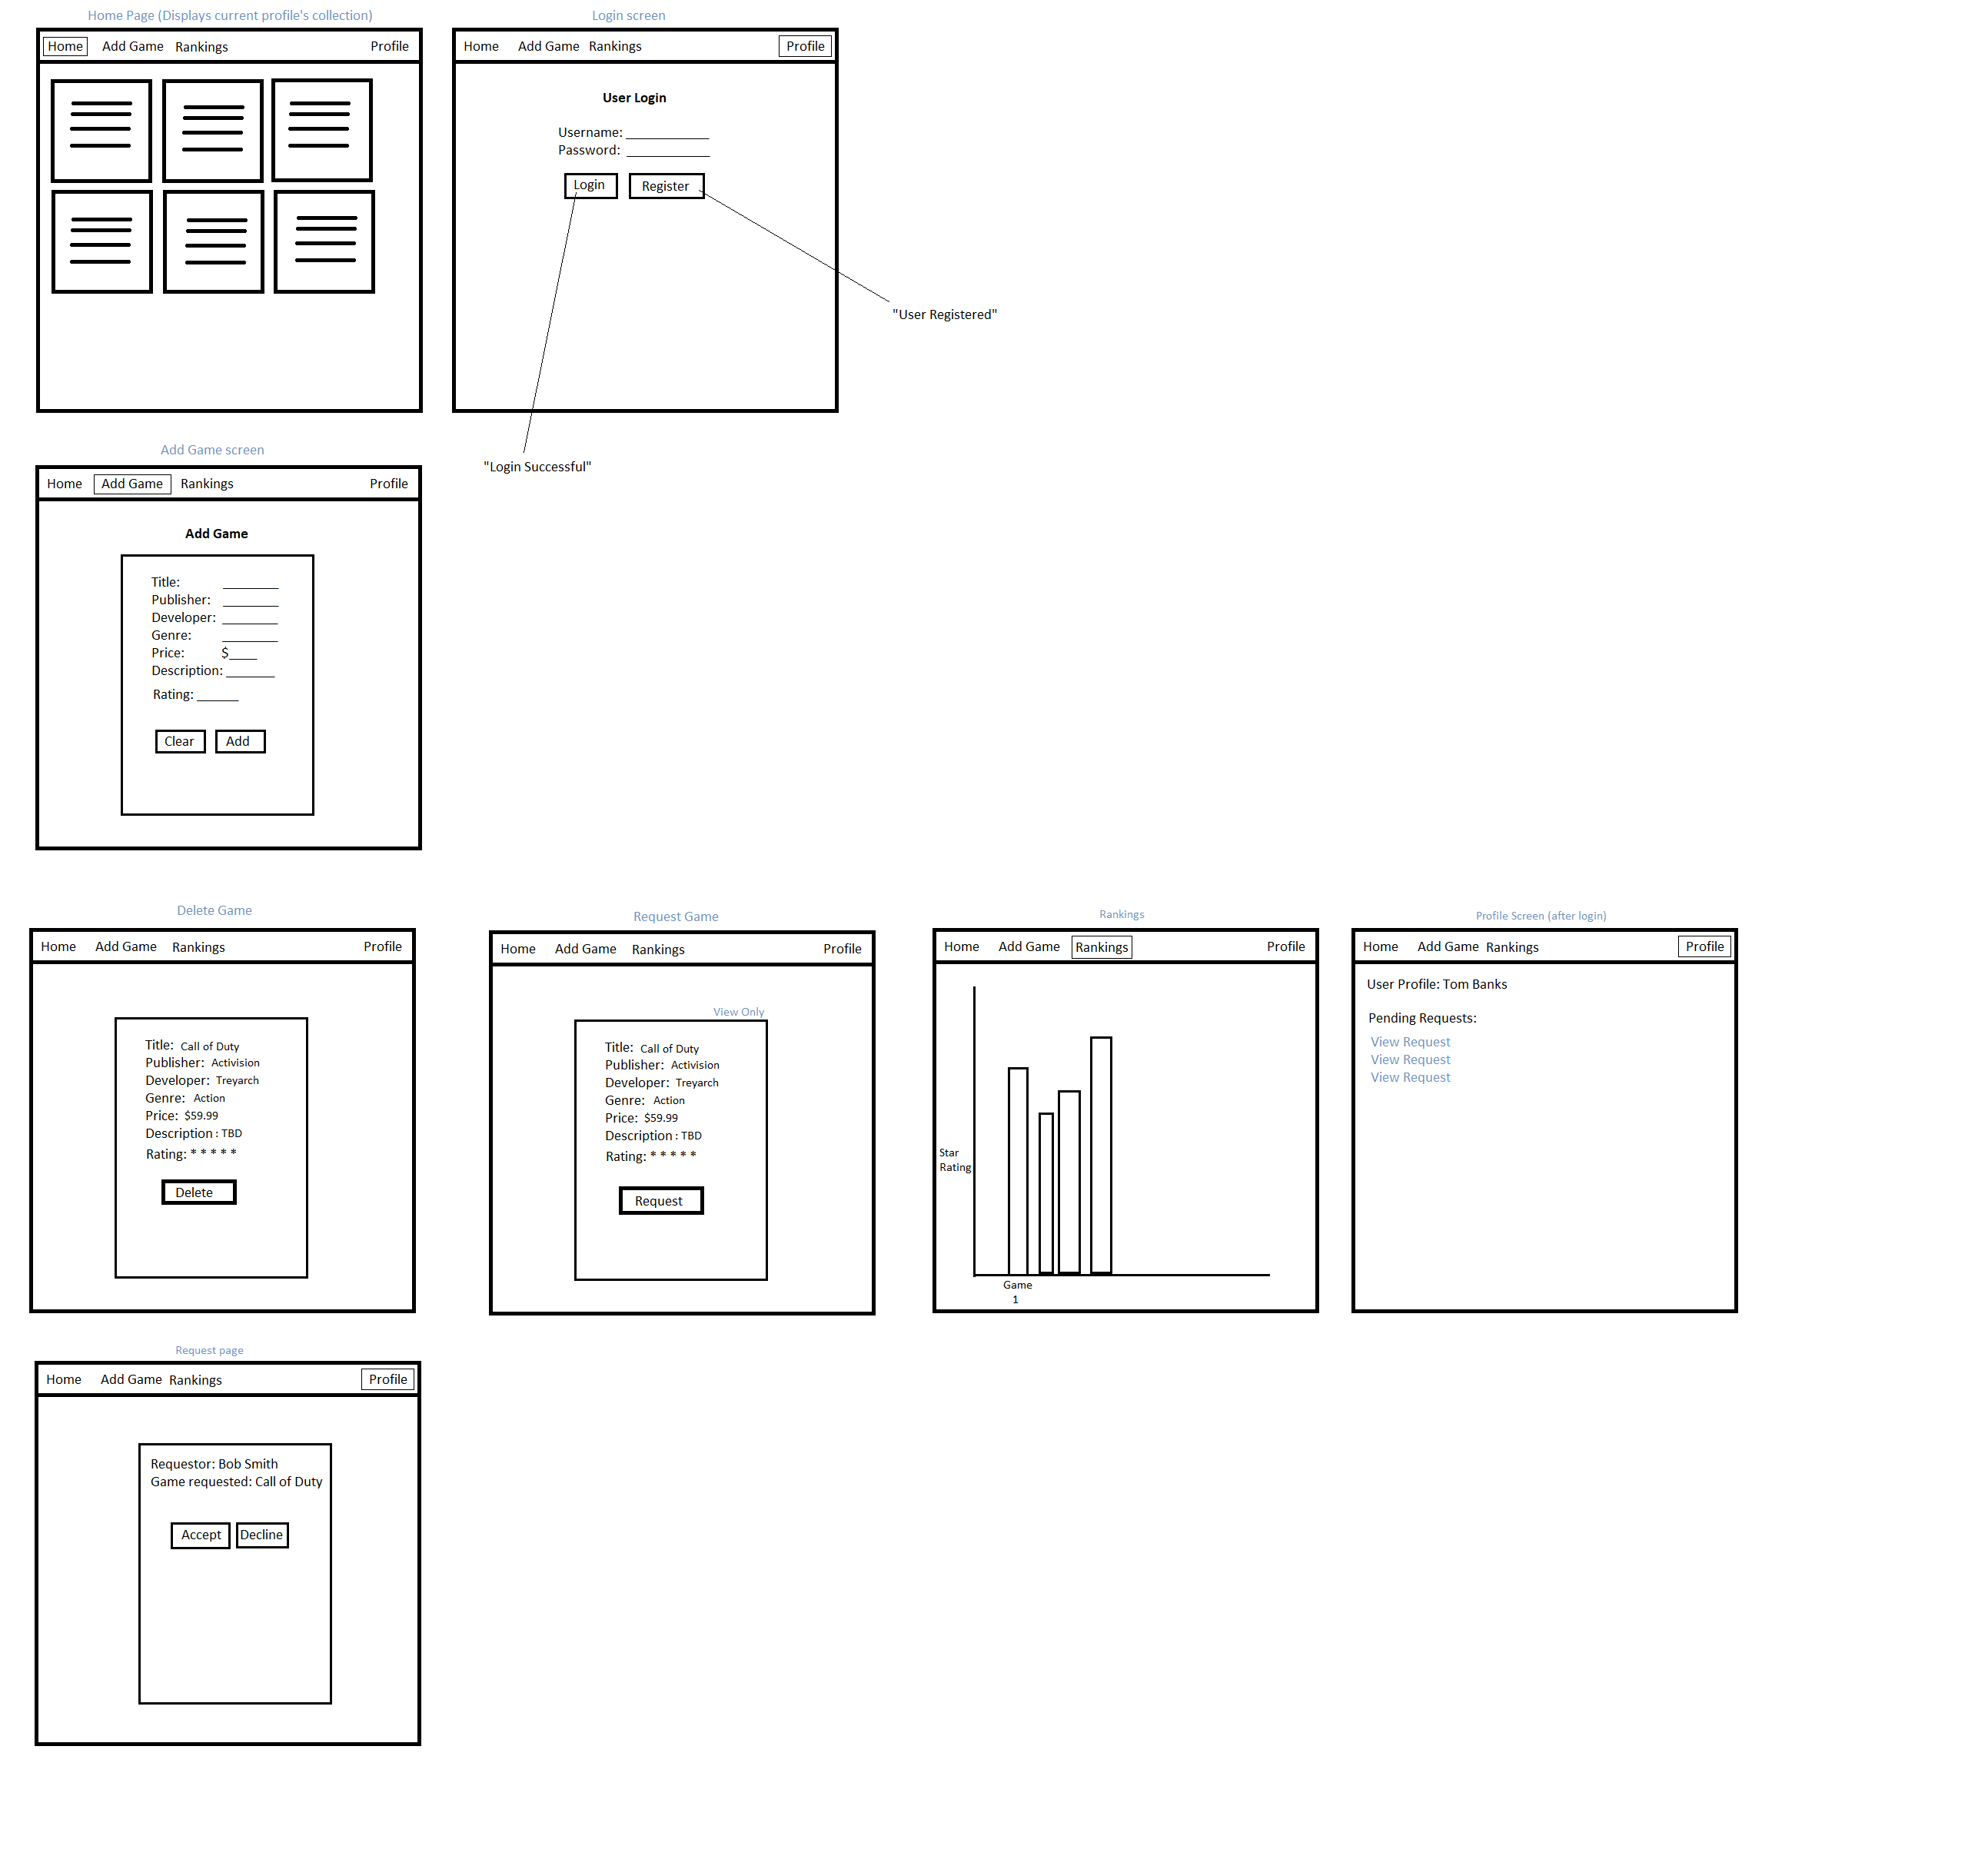 Home Page (Displays current profile's collection)
Home Add Game Rankings Profile
Login screen
Home Add Game Rankings Profile
User Login
Username: ____________
Password: ____________
Login Register
"User Registered"
"Login Successful"
Add Game screen
Home Add Game Rankings Profile
Add Game
Title: ________
Publisher: ________
Developer: ________
Genre: ________
Price: $____
Description: _______
Rating: ______
Clear Add
Delete Game
Home Add Game Rankings Profile
Title: Call of Duty
Publisher: Activision
Developer: Treyarch
Genre: Action
Price: $59.99
Description : TBD
Rating: * * * * *
Delete
Request Game
Home Add Game Rankings Profile
View Only
Title: Call of Duty
Publisher: Activision
Developer: Treyarch
Genre: Action
Price: $59.99
Description : TBD
Rating: * * * * *
Request
Rankings
Home Add Game Rankings Profile
Star
Rating
Game
1
Profile Screen (after login)
Home Add Game Rankings Profile
User Profile: Tom Banks
Pending Requests:
View Request
View Request
View Request
Request page
Home Add Game Rankings Profile
Requestor: Bob Smith
Game requested: Call of Duty
Accept Decline